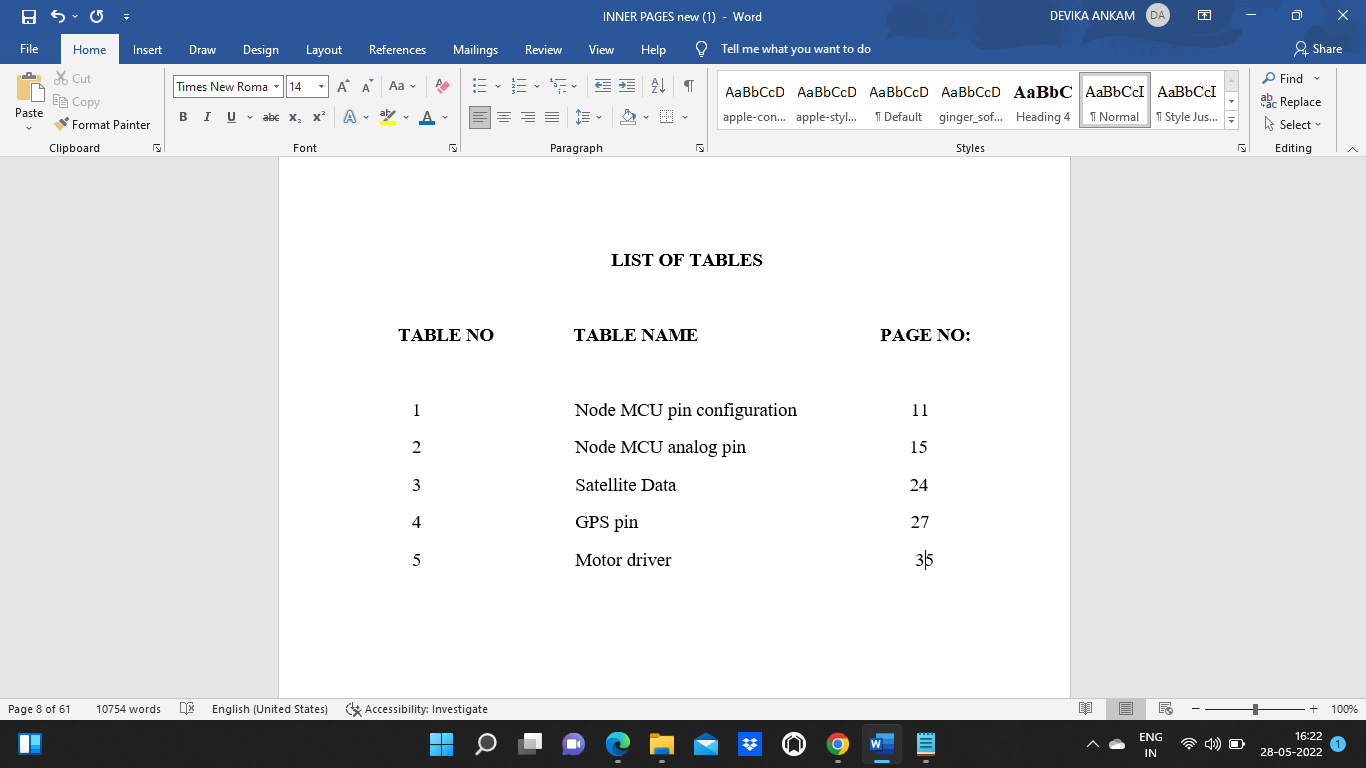 INNER PAGES new (1) - Word
DEVIKA ANKAM DA
File Home Insert Draw Design Layout References Mailings Review View Help Tell me what you want to do Share
Paste
Cut
Copy
Format Painter
Clipboard
Times New Roma 14 A A Aa A
B I U abc x₂ x² A ab A
Font
A Z ¶
Paragraph
AaBbCcD AaBbCcD AaBbCcD AaBbCcD AaBbC AaBbCcI AaBbCcI
apple-con... apple-styl... ¶ Default ginger_sof... Heading 4 ¶ Normal ¶ Style Jus...
Styles
Find
Replace
Select
Editing
LIST OF TABLES
TABLE NO TABLE NAME PAGE NO:
1 Node MCU pin configuration 11
2 Node MCU analog pin 15
3 Satellite Data 24
4 GPS pin 27
5 Motor driver 35
Page 8 of 61 10754 words English (United States) Accessibility: Investigate 100%
ENG
IN
16:22
28-05-2022
1